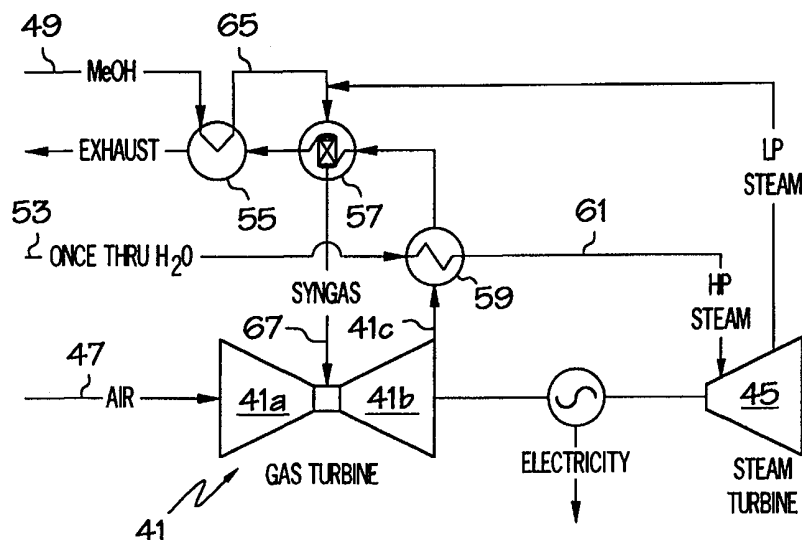 49
MeOH
65
EXHAUST
55
57
LP
STEAM
53
ONCE THRU H₂O
61
59
HP
STEAM
SYNGAS
67
41c
47
AIR
41a
41b
45
GAS TURBINE
ELECTRICITY
STEAM
TURBINE
41